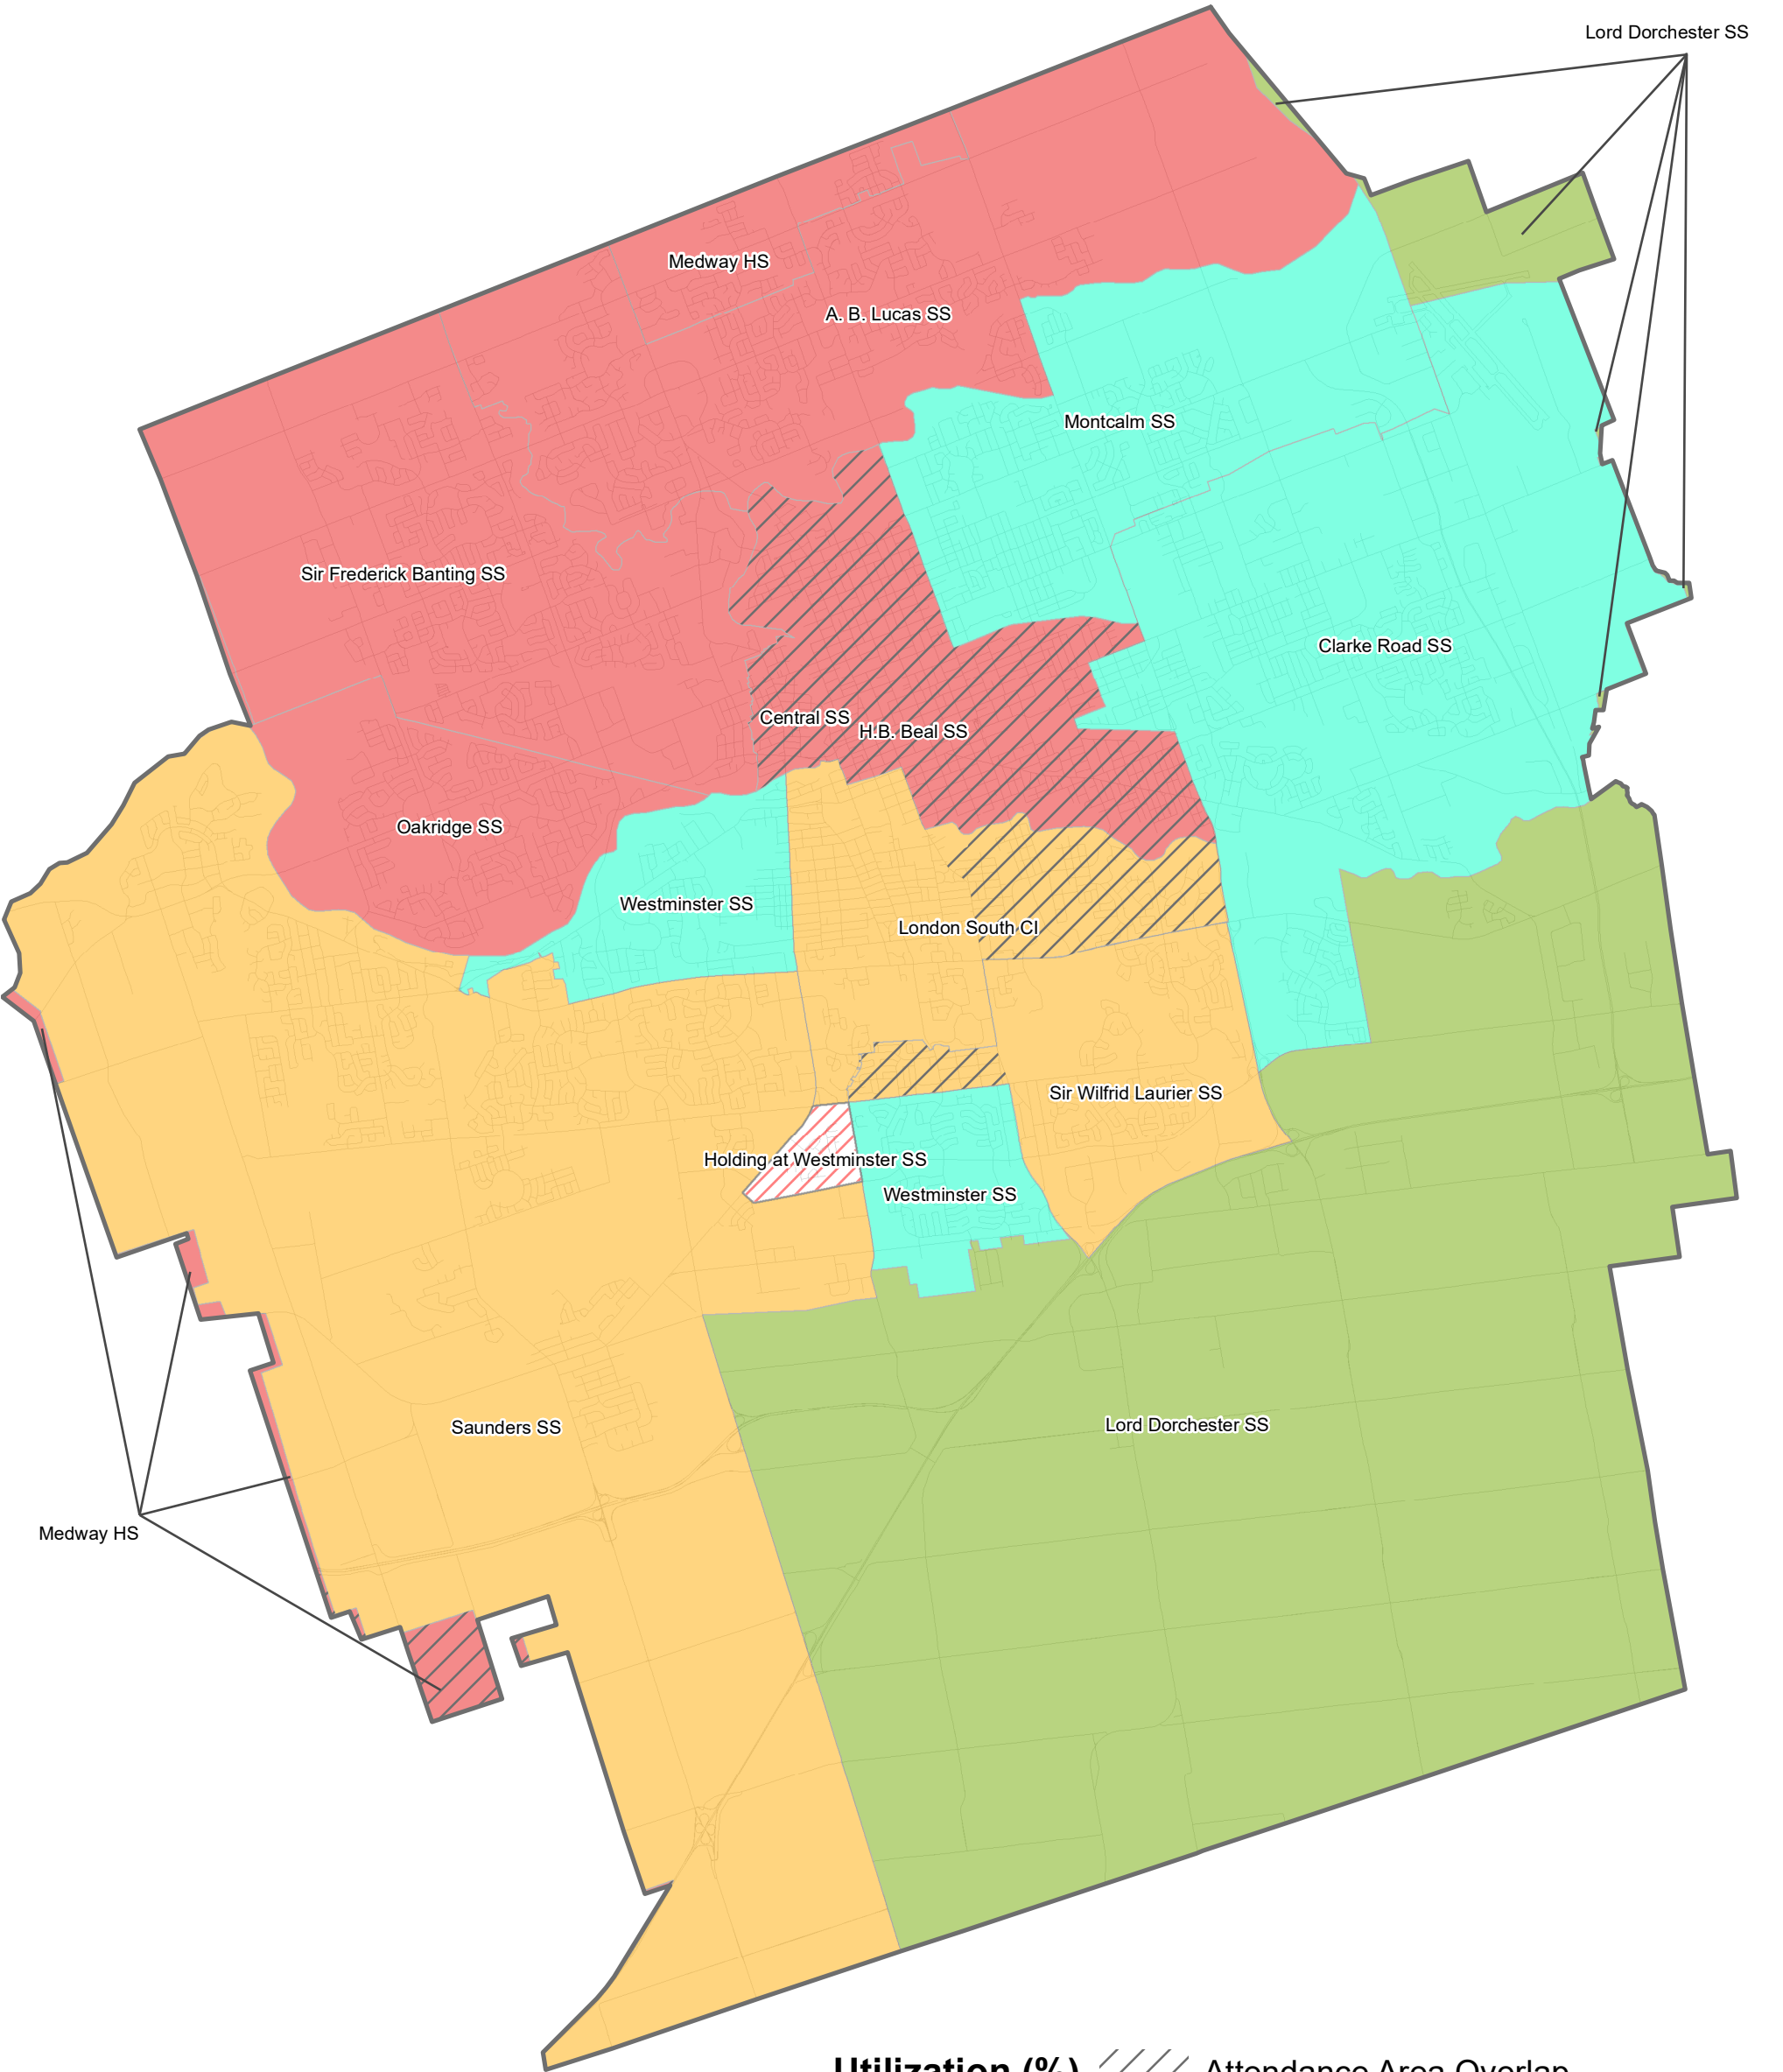 Lord Dorchester SS
Medway HS
A. B. Lucas SS
Montcalm SS
Sir Frederick Banting SS
Clarke Road SS
Central SS
H.B. Beal SS
Oakridge SS
Westminster SS
London South CI
Sir Wilfrid Laurier SS
Holding at Westminster SS
Westminster SS
Saunders SS
Lord Dorchester SS
Medway HS
Utilization (%)
Attendance Area Overlap